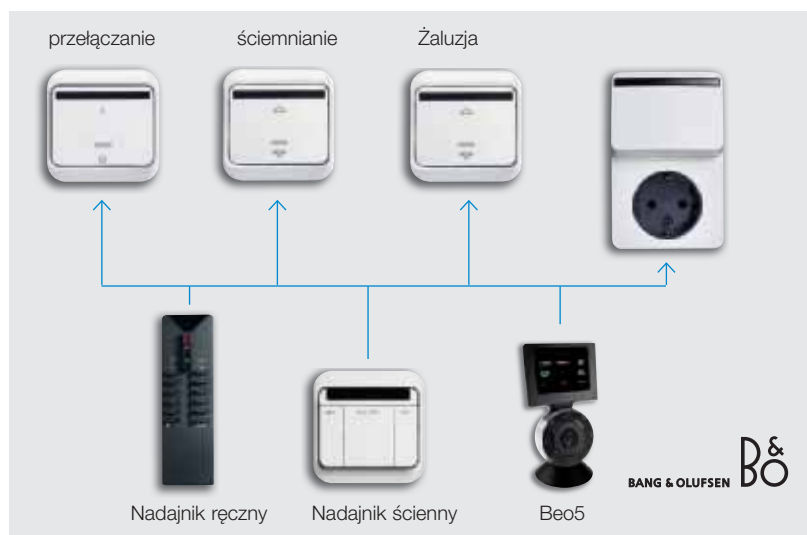 przełączanie ściemnianie Żaluzja
BANG & OLUFSEN B&O
Nadajnik ręczny Nadajnik ścienny Beo5